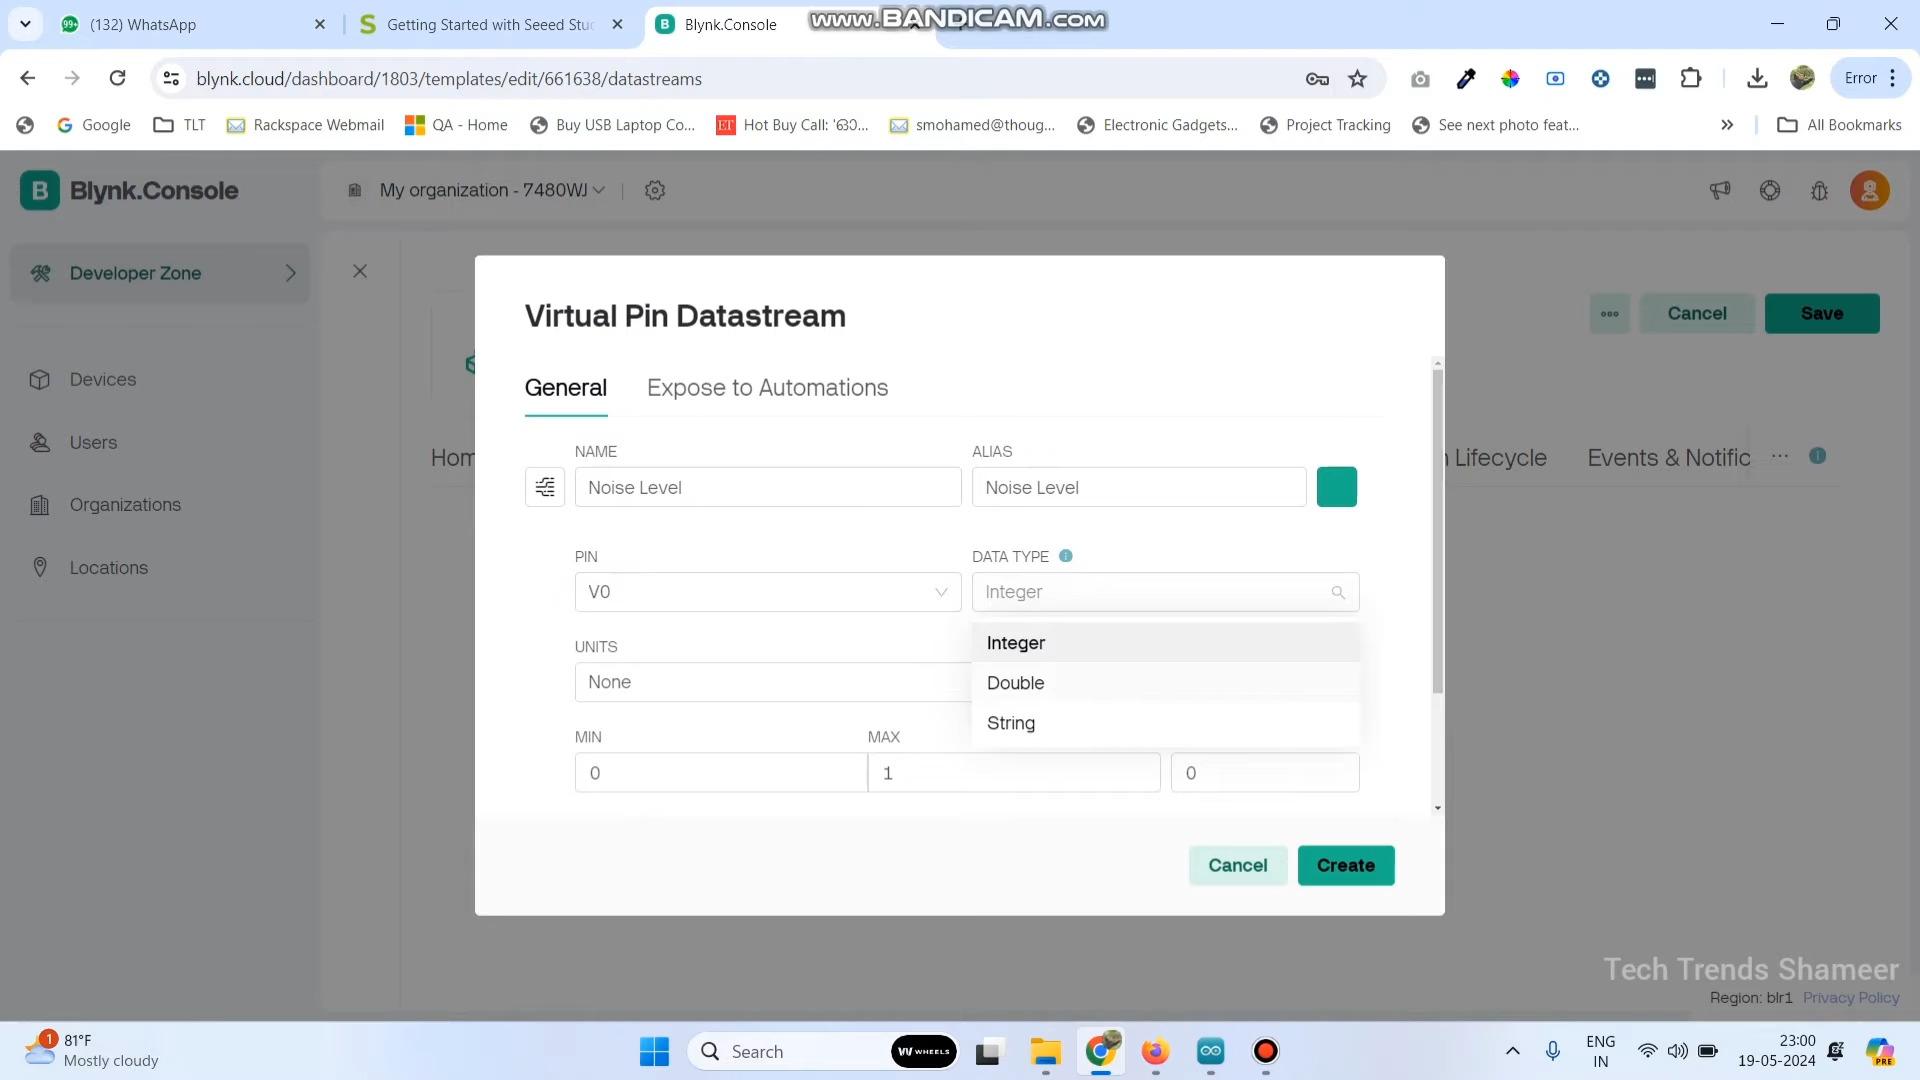 (132) WhatsApp
Getting Started with Seeed Stu
Blynk.Console
www.BANDICAM.com
blynk.cloud/dashboard/1803/templates/edit/661638/datastreams
Error
Google
TLT
Rackspace Webmail
QA - Home
Buy USB Laptop Co...
Hot Buy Call: '630...
smohamed@thoug...
Electronic Gadgets...
Project Tracking
See next photo feat...
All Bookmarks
B
Blynk.Console
My organization - 7480WJ
Developer Zone
Devices
Users
Organizations
Locations
Cancel
Save
Hom
Lifecycle
Events & Notific
Virtual Pin Datastream
General
Expose to Automations
NAME
ALIAS
Noise Level
Noise Level
PIN
DATA TYPE
V0
Integer
UNITS
None
Integer
Double
String
MIN
MAX
0
1
0
Cancel
Create
Tech Trends Shameer
Region: blr1 Privacy Policy
81°F
Mostly cloudy
1
Search
WHEELS
ENG
IN
23:00
19-05-2024
PRE